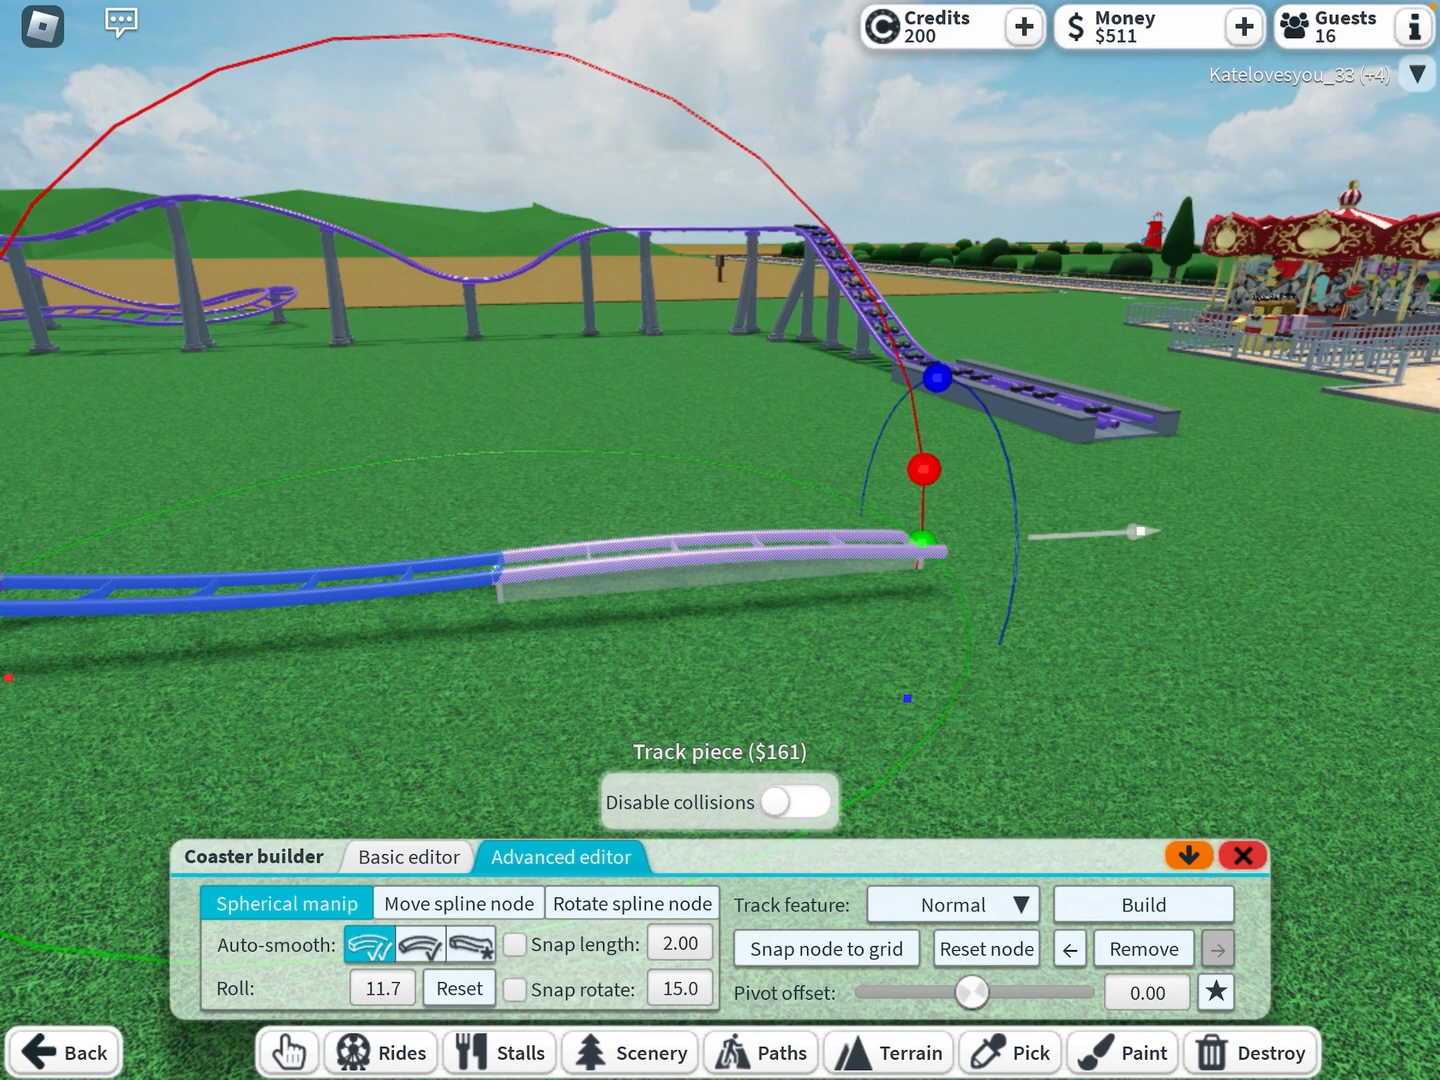 Credits
200
+
$ Money
$511
+
Guests
16
Katelovesyou_33 (+4) ▼
Track piece ($161)
Disable collisions
Coaster builder
Basic editor
Advanced editor
Spherical manip
Move spline node
Rotate spline node
Auto-smooth:
Snap length:
2.00
Roll:
11.7
Reset
Snap rotate:
15.0
Track feature:
Normal ▼
Build
Snap node to grid
Reset node
←
Remove
→
Pivot offset:
0.00
★
Back
Rides
Stalls
Scenery
Paths
Terrain
Pick
Paint
Destroy